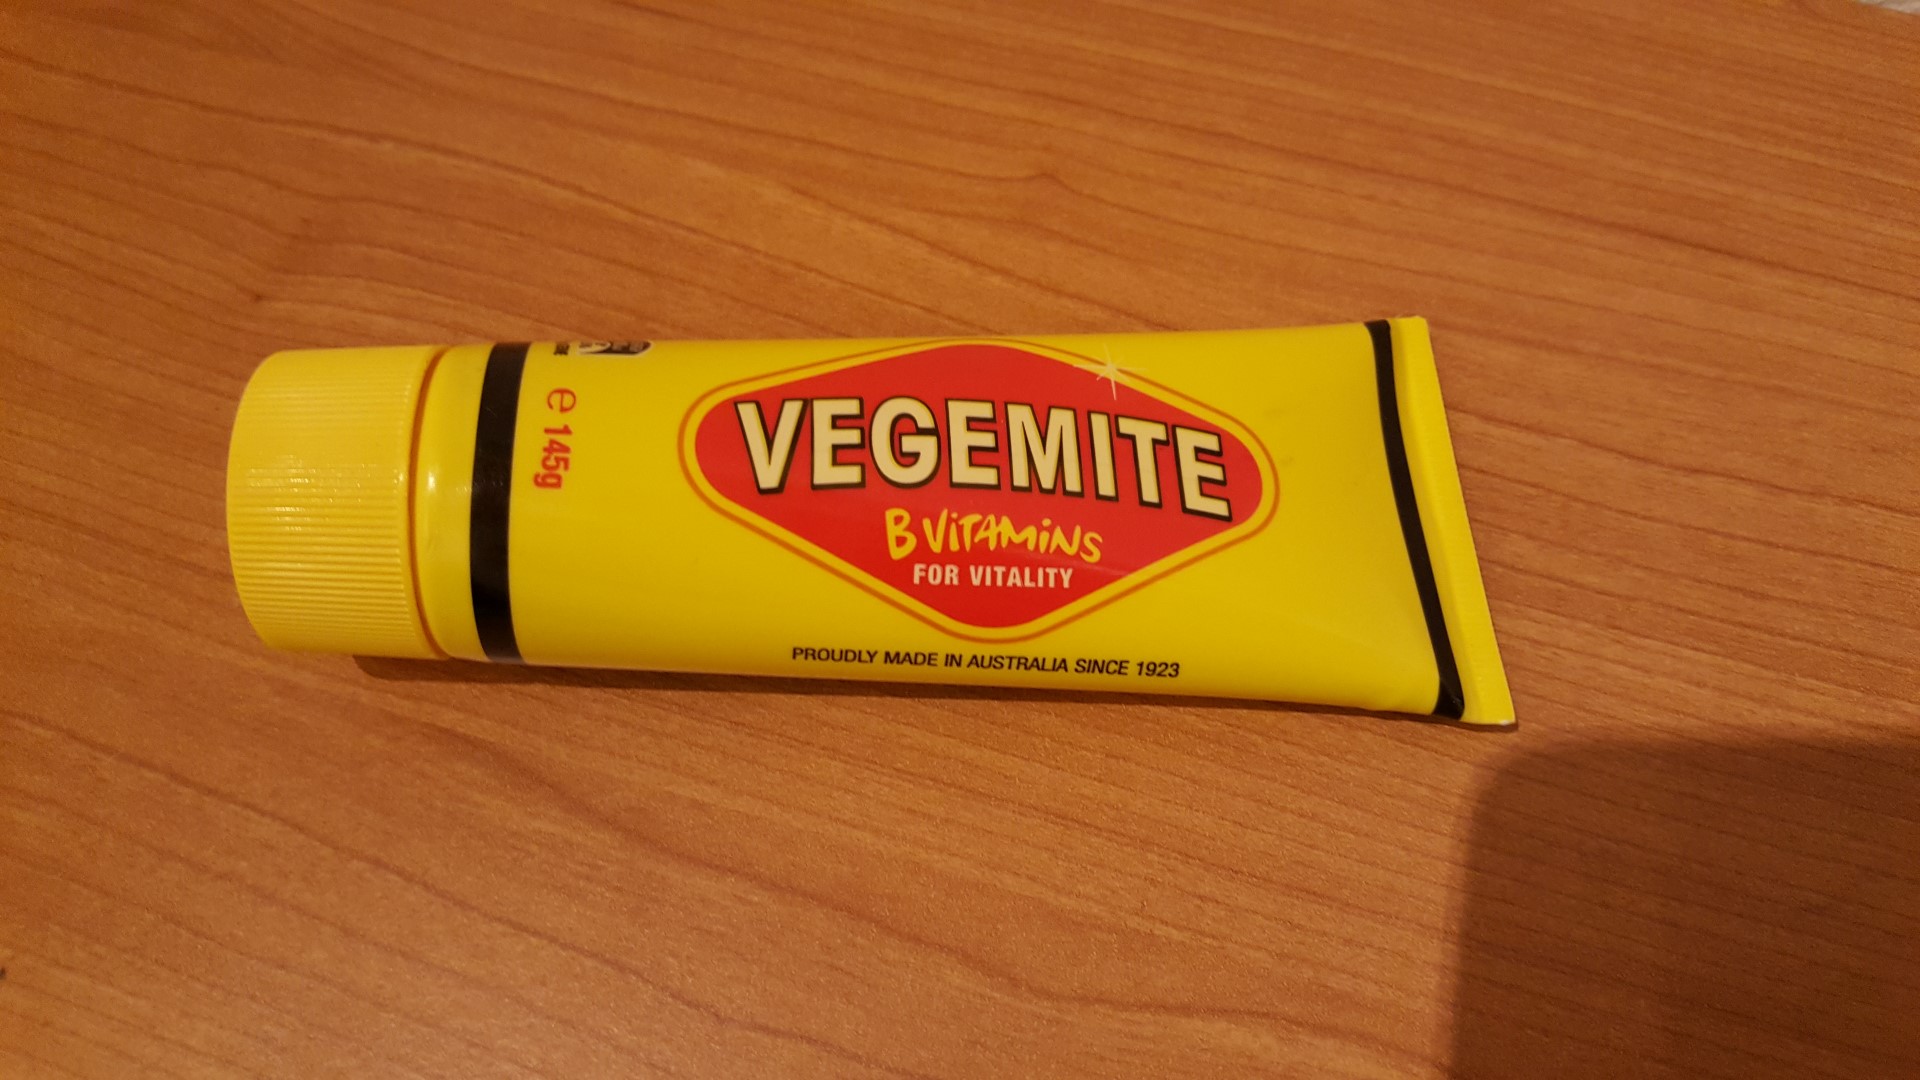 VEGEMITE
B ViTAMiNS
FOR VITALITY
PROUDLY MADE IN AUSTRALIA SINCE 1923
e 145g